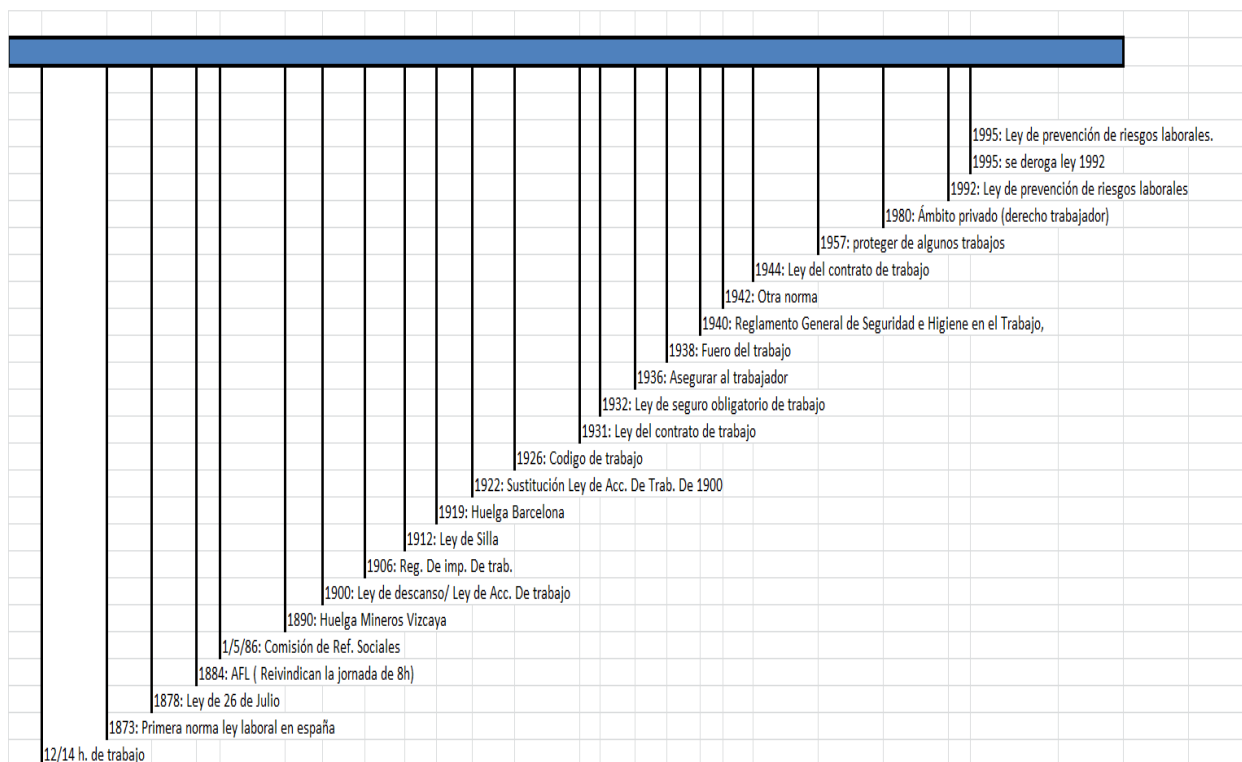 1995: Ley de prevención de riesgos laborales.
1995: se deroga ley 1992
1992: Ley de prevención de riesgos laborales
1980: Ámbito privado (derecho trabajador)
1957: proteger de algunos trabajos
1944: Ley del contrato de trabajo
1942: Otra norma
1940: Reglamento General de Seguridad e Higiene en el Trabajo,
1938: Fuero del trabajo
1936: Asegurar al trabajador
1932: Ley de seguro obligatorio de trabajo
1931: Ley del contrato de trabajo
1926: Codigo de trabajo
1922: Sustitución Ley de Acc. De Trab. De 1900
1919: Huelga Barcelona
1912: Ley de Silla
1906: Reg. De imp. De trab.
1900: Ley de descanso/ Ley de Acc. De trabajo
1890: Huelga Mineros Vizcaya
1/5/86: Comisión de Ref. Sociales
1884: AFL ( Reivindican la jornada de 8h)
1878: Ley de 26 de Julio
1873: Primera norma ley laboral en españa
12/14 h. de trabajo